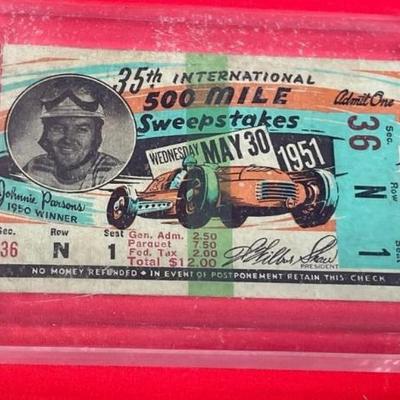 35th INTERNATIONAL
500 MILE
Sweepstakes
WEDNESDAY MAY 30 1951
Johnnie Parsons
1950 WINNER
Admit One
Sec. 36
Row N
Seat 1
Sec. Row Seat
36 N 1
Gen. Adm. 2.50
Parquet 7.50
Fed. Tax 2.00
Total $12.00
Wilbur Shaw
PRESIDENT
NO MONEY REFUNDED • IN EVENT OF POSTPONEMENT RETAIN THIS CHECK